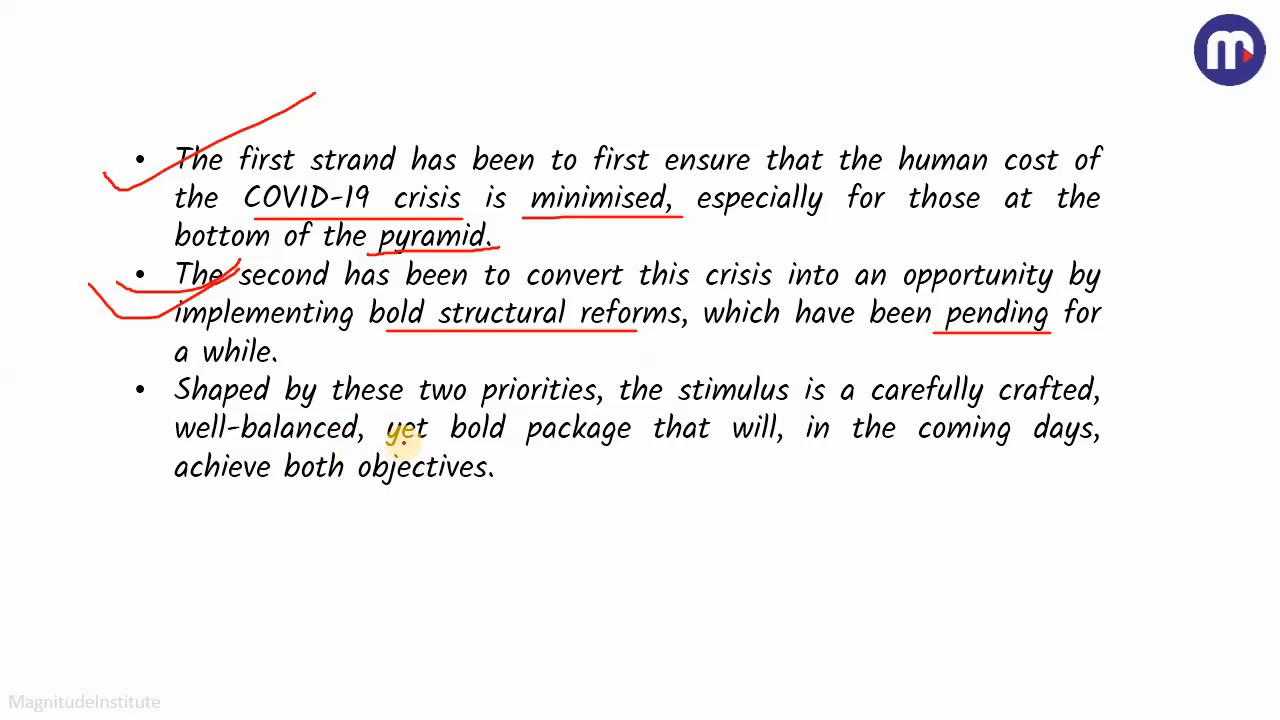 • The first strand has been to first ensure that the human cost of
the COVID-19 crisis is minimised, especially for those at the
bottom of the pyramid.
• The second has been to convert this crisis into an opportunity by
implementing bold structural reforms, which have been pending for
a while.
• Shaped by these two priorities, the stimulus is a carefully crafted,
well-balanced, yet bold package that will, in the coming days,
achieve both objectives.
MagnitudeInstitute